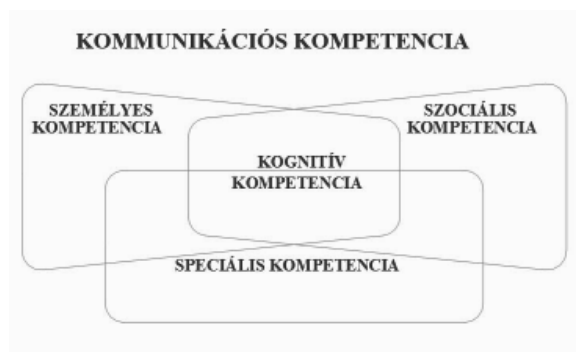 KOMMUNIKÁCIÓS KOMPETENCIA
SZEMÉLYES
KOMPETENCIA
SZOCIÁLIS
KOMPETENCIA
KOGNITÍV
KOMPETENCIA
SPECIÁLIS KOMPETENCIA